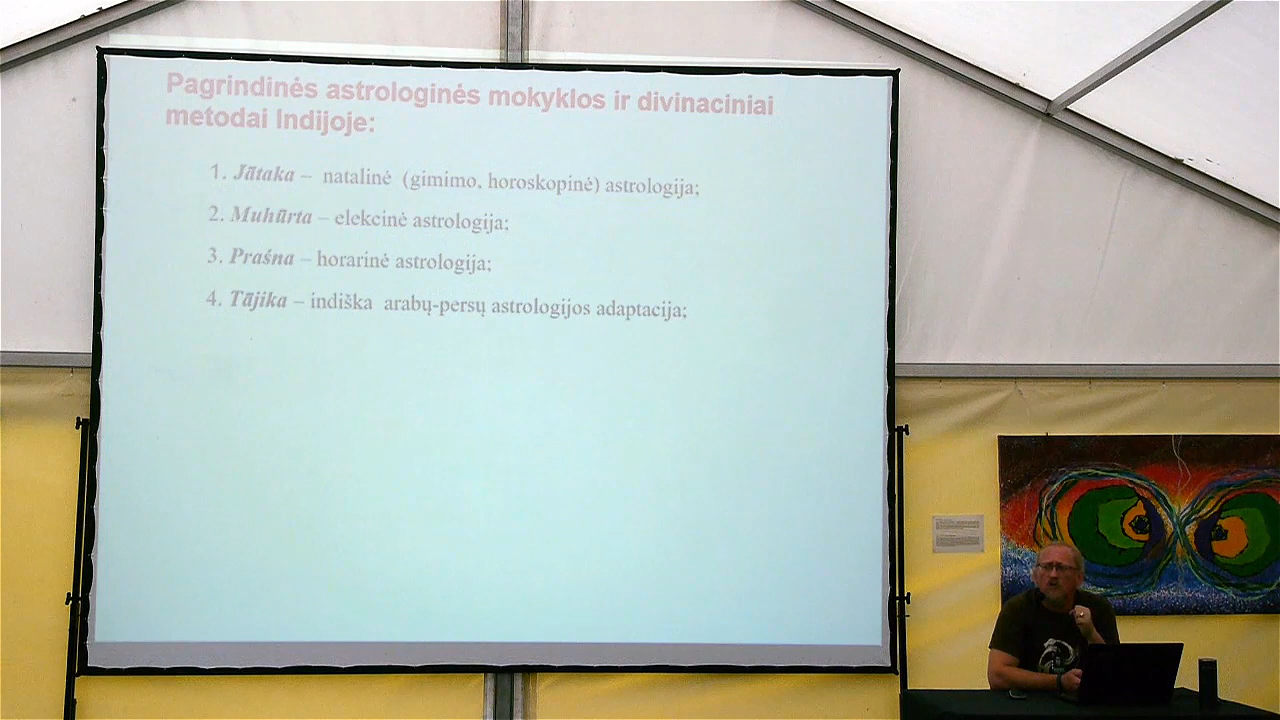 Pagrindinės astrologinės mokyklos ir divinaciniai
metodai Indijoje:
1. Jātaka – natalinė (gimimo, horoskopinė) astrologija;
2. Muhūrta – elekcinė astrologija;
3. Praśna – horarinė astrologija;
4. Tājika – indiška arabų-persų astrologijos adaptacija;